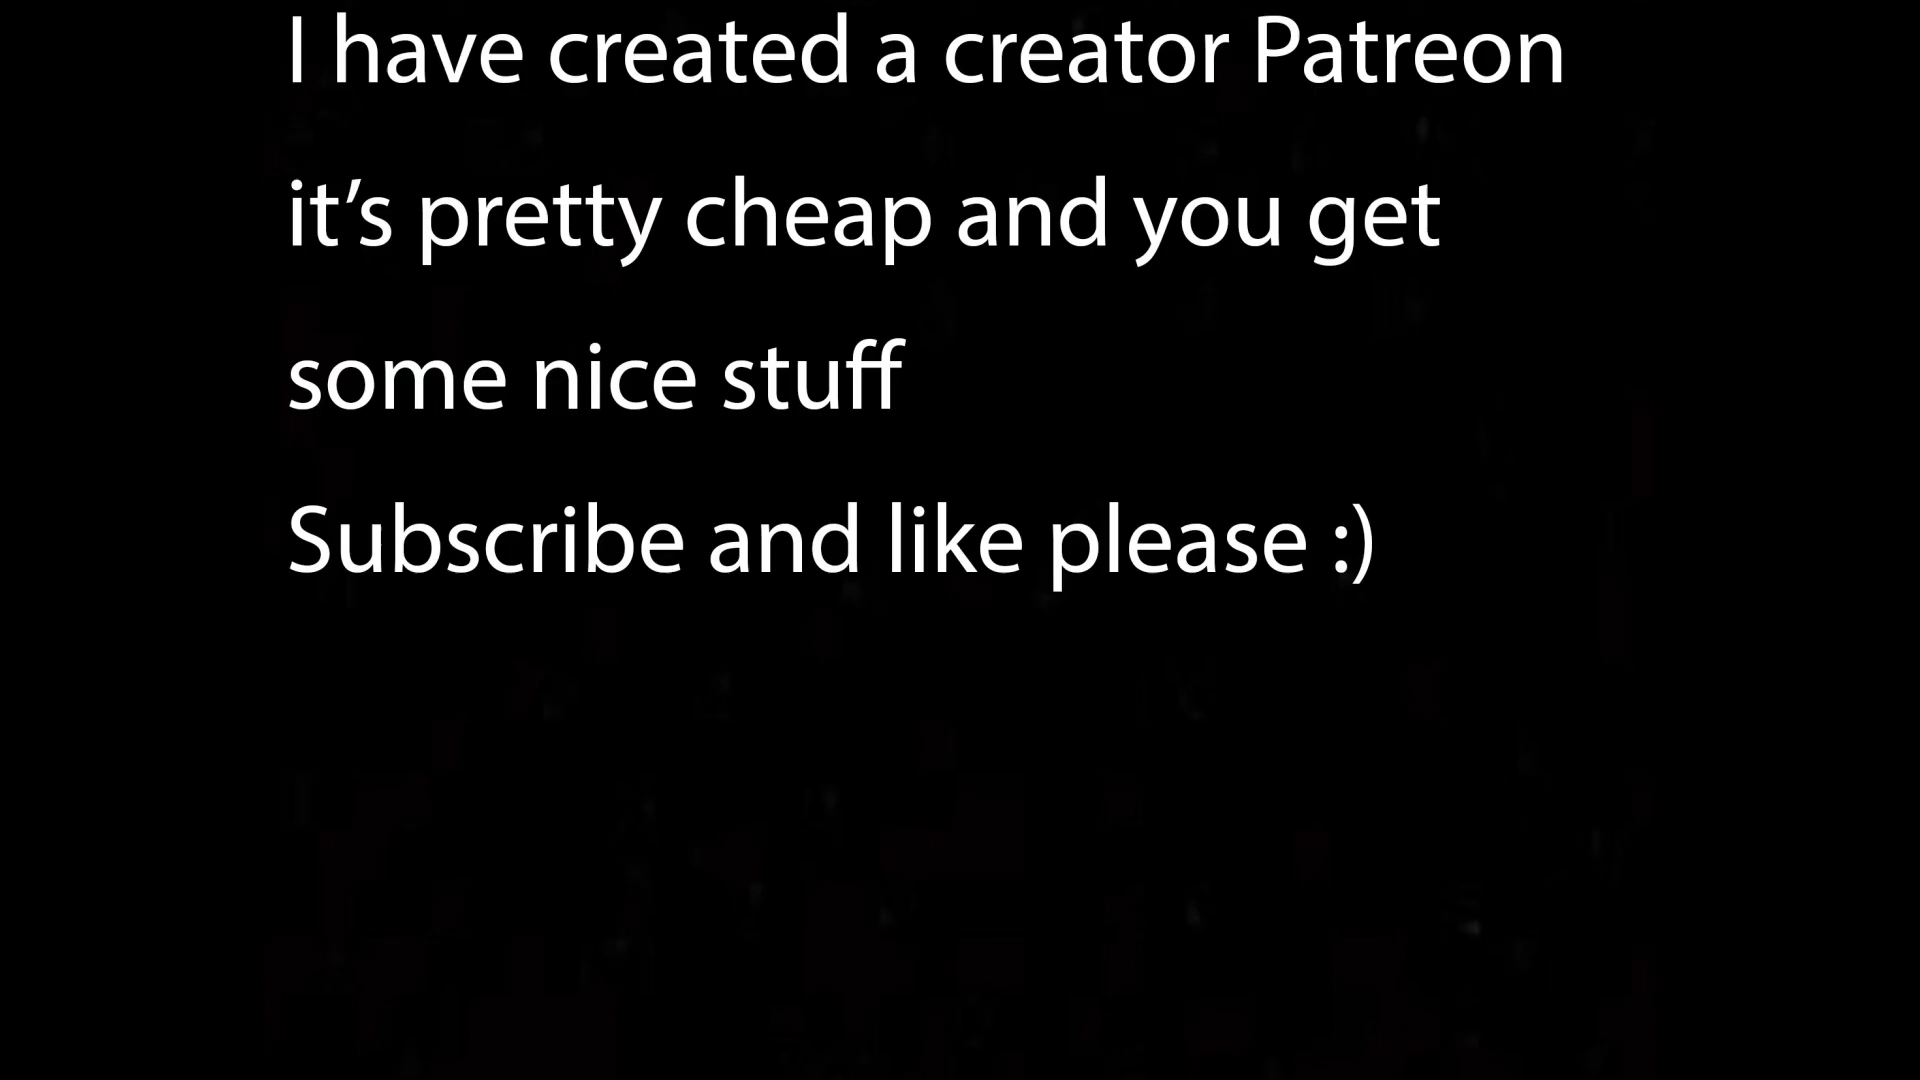 I have created a creator Patreon
it’s pretty cheap and you get
some nice stuff
Subscribe and like please :)